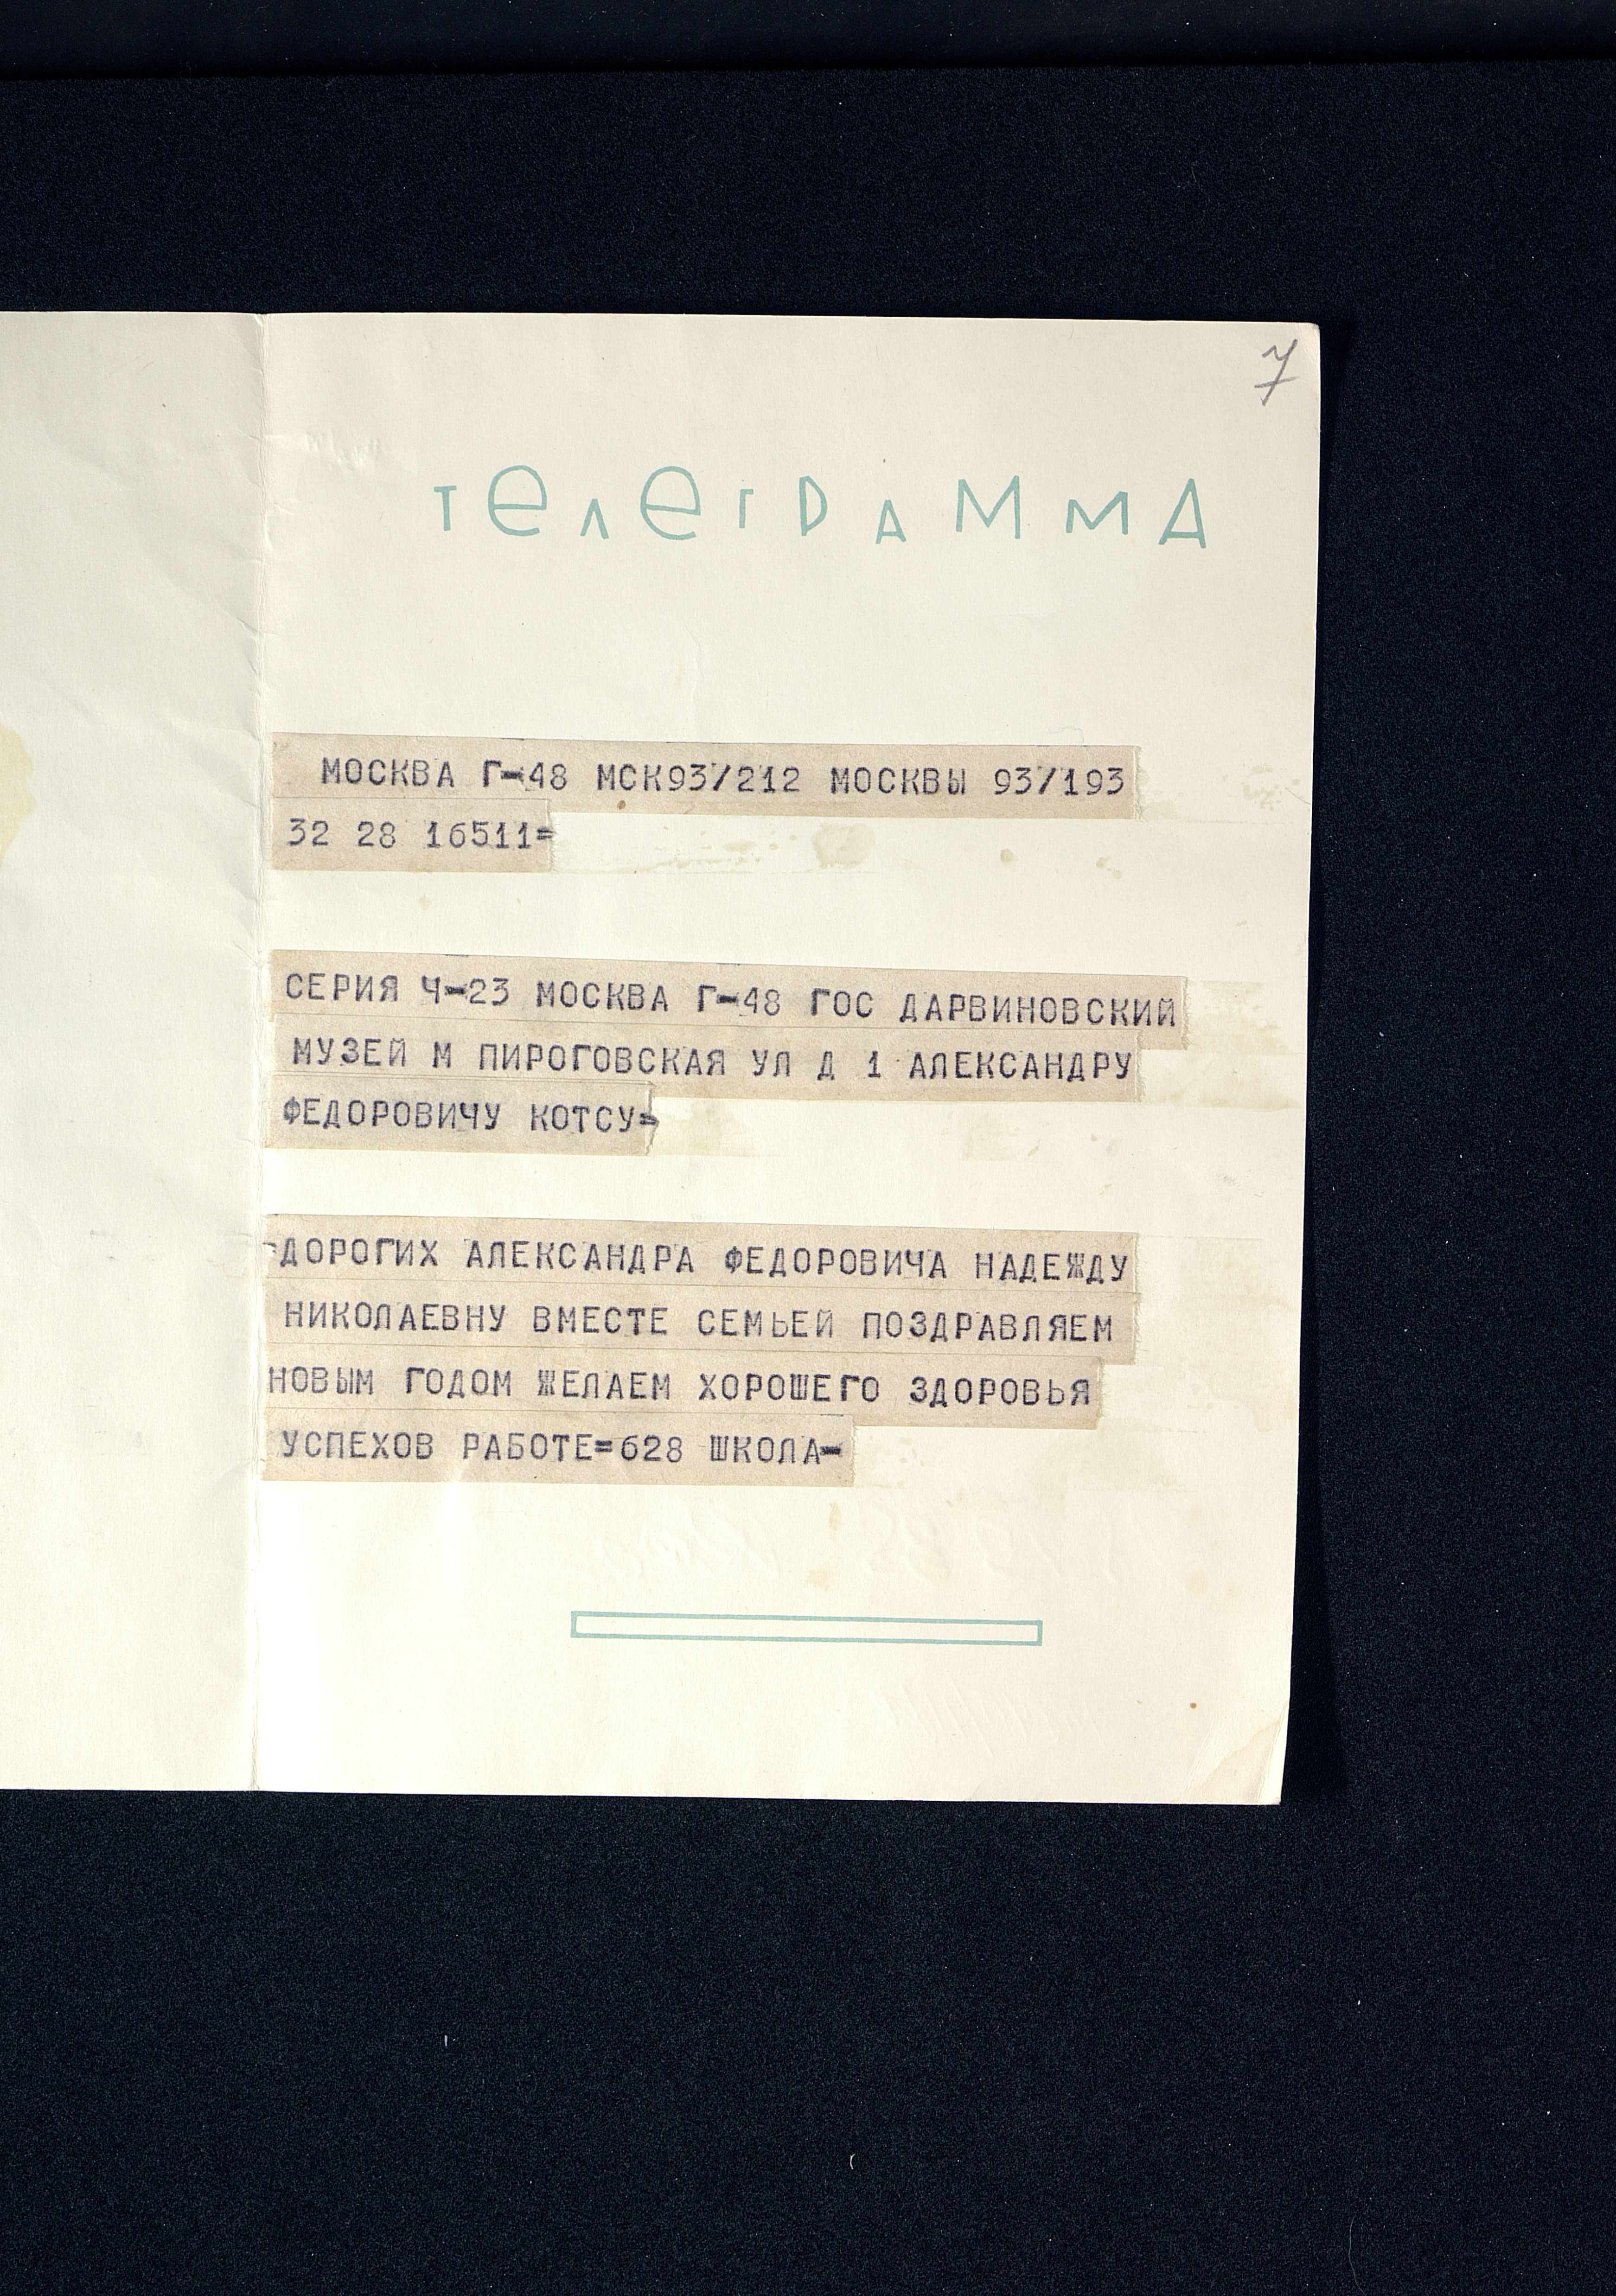 7
ТЕЛЕГРАММА
МОСКВА Г-48 МСК93/212 МОСКВЫ 93/193
32 28 16511=
СЕРИЯ Ч-23 МОСКВА Г-48 ГОС ДАРВИНОВСКИЙ
МУЗЕЙ М ПИРОГОВСКАЯ УЛ Д 1 АЛЕКСАНДРУ
ФЕДОРОВИЧУ КОТСУ=
ДОРОГИХ АЛЕКСАНДРА ФЕДОРОВИЧА НАДЕЖДУ
НИКОЛАЕВНУ ВМЕСТЕ СЕМЬЕЙ ПОЗДРАВЛЯЕМ
НОВЫМ ГОДОМ ЖЕЛАЕМ ХОРОШЕГО ЗДОРОВЬЯ
УСПЕХОВ РАБОТЕ=628 ШКОЛА-